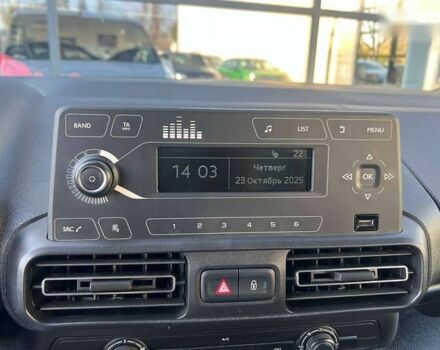 BAND
TA
INFO
LIST
MENU
22
14 03
Четверг
23 Октябрь 2025
OK
SRC
1 2 3 4 5 6
A/C